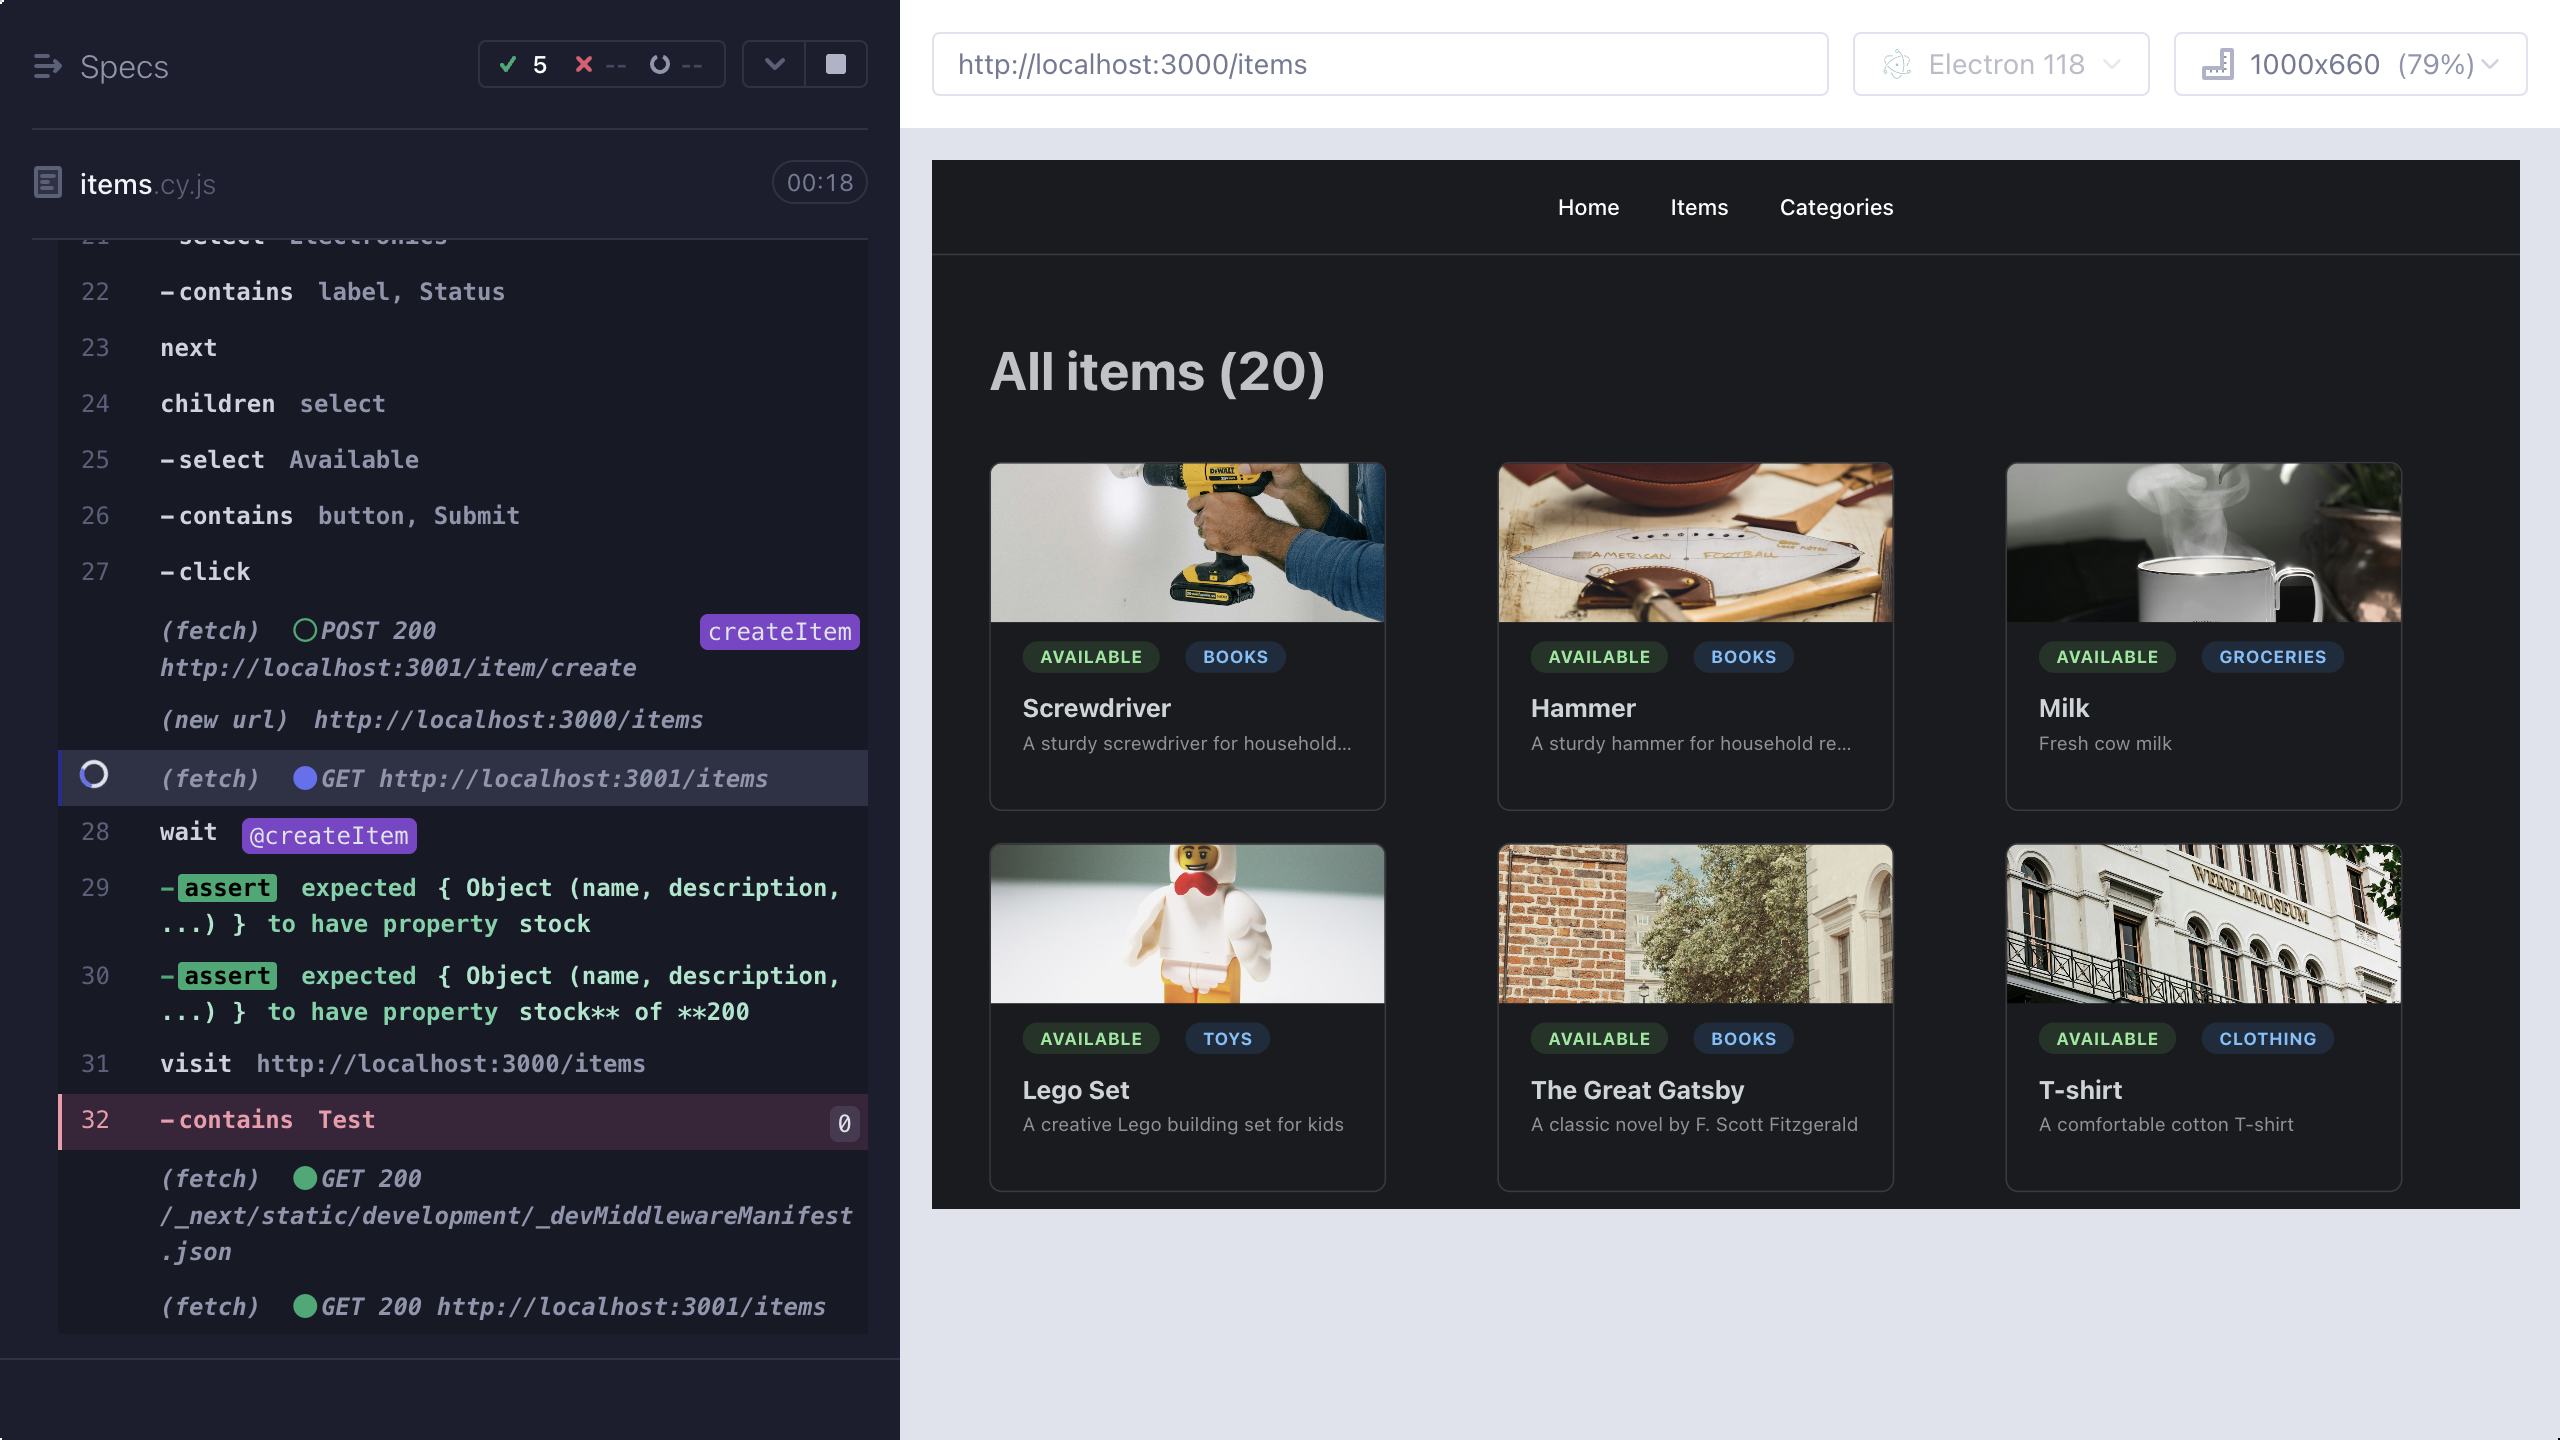 Specs
5 -- --
items.cy.js
00:18
21 -select Electronics
22 -contains label, Status
23 next
24 children select
25 -select Available
26 -contains button, Submit
27 -click
(fetch) POST 200 createItem
http://localhost:3001/item/create
(new url) http://localhost:3000/items
(fetch) GET http://localhost:3001/items
28 wait @createItem
29 -assert expected { Object (name, description,
...) } to have property stock
30 -assert expected { Object (name, description,
...) } to have property stock** of **200
31 visit http://localhost:3000/items
32 -contains Test 0
(fetch) GET 200
/_next/static/development/_devMiddlewareManifest
.json
(fetch) GET 200 http://localhost:3001/items
http://localhost:3000/items
Electron 118
1000x660 (79%)
Home Items Categories
All items (20)
DEWALT
AMERICAN FOOTBALL
AVAILABLE BOOKS
Screwdriver
A sturdy screwdriver for household...
AVAILABLE BOOKS
Hammer
A sturdy hammer for household re...
AVAILABLE GROCERIES
Milk
Fresh cow milk
WERELDMUSEUM
AVAILABLE TOYS
Lego Set
A creative Lego building set for kids
AVAILABLE BOOKS
The Great Gatsby
A classic novel by F. Scott Fitzgerald
AVAILABLE CLOTHING
T-shirt
A comfortable cotton T-shirt